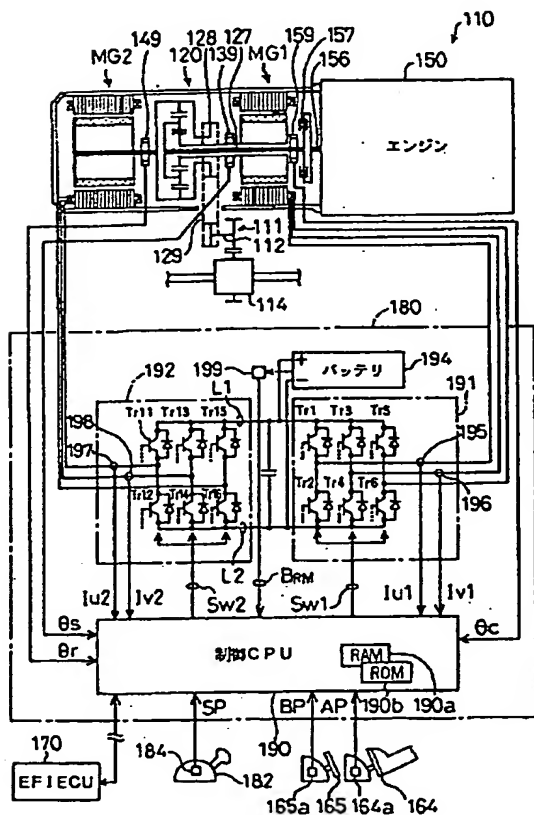 128 127 159 157 110
149 120 139 MG1 156 150
MG2
エンジン
111
112
129
114
180
192 199 194
L1 + バッテリ 191
−
198 Tr11 Tr13 Tr15 Tr1 Tr3 Tr5 195
197
Tr12 Tr14 Tr16 Tr2 Tr4 Tr6 196
L2
BRM
Iu2 Iv2 Sw2 Sw1 Iu1 Iv1
θs θc
θr
制御CPU RAM
ROM
190a
190b
SP 190 BP AP
170 184
EFIECU 182
165a 165 164a 164